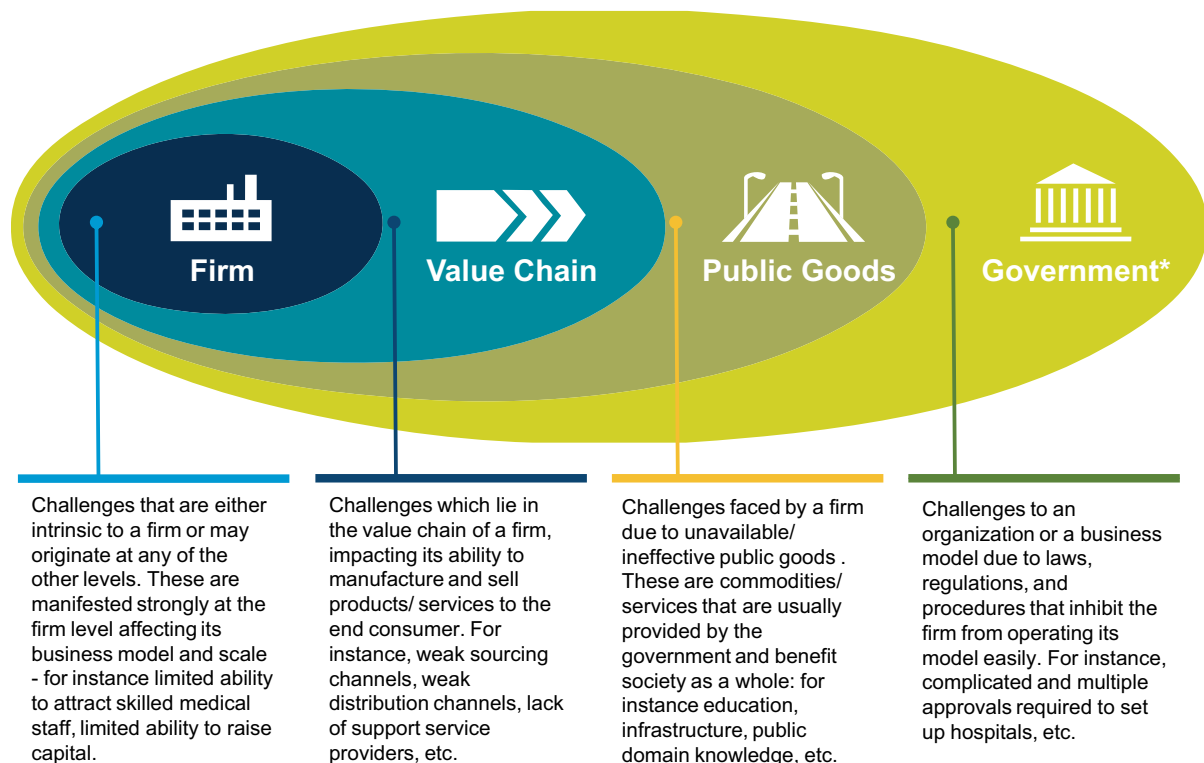 Firm
Value Chain
Public Goods
Government*
Challenges that are either
intrinsic to a firm or may
originate at any of the
other levels. These are
manifested strongly at the
firm level affecting its
business model and scale
- for instance limited ability
to attract skilled medical
staff, limited ability to raise
capital.
Challenges which lie in
the value chain of a firm,
impacting its ability to
manufacture and sell
products/ services to the
end consumer. For
instance, weak sourcing
channels, weak
distribution channels, lack
of support service
providers, etc.
Challenges faced by a firm
due to unavailable/
ineffective public goods .
These are commodities/
services that are usually
provided by the
government and benefit
society as a whole: for
instance education,
infrastructure, public
domain knowledge, etc.
Challenges to an
organization or a business
model due to laws,
regulations, and
procedures that inhibit the
firm from operating its
model easily. For instance,
complicated and multiple
approvals required to set
up hospitals, etc.